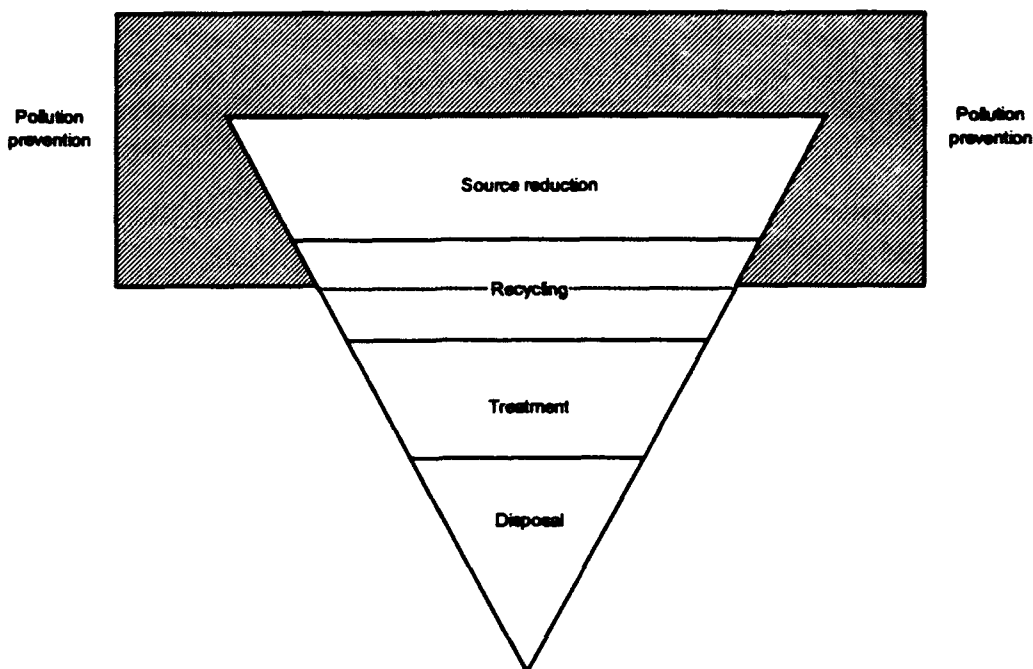 Pollution
prevention
Pollution
prevention
Source reduction
Recycling
Treatment
Disposal